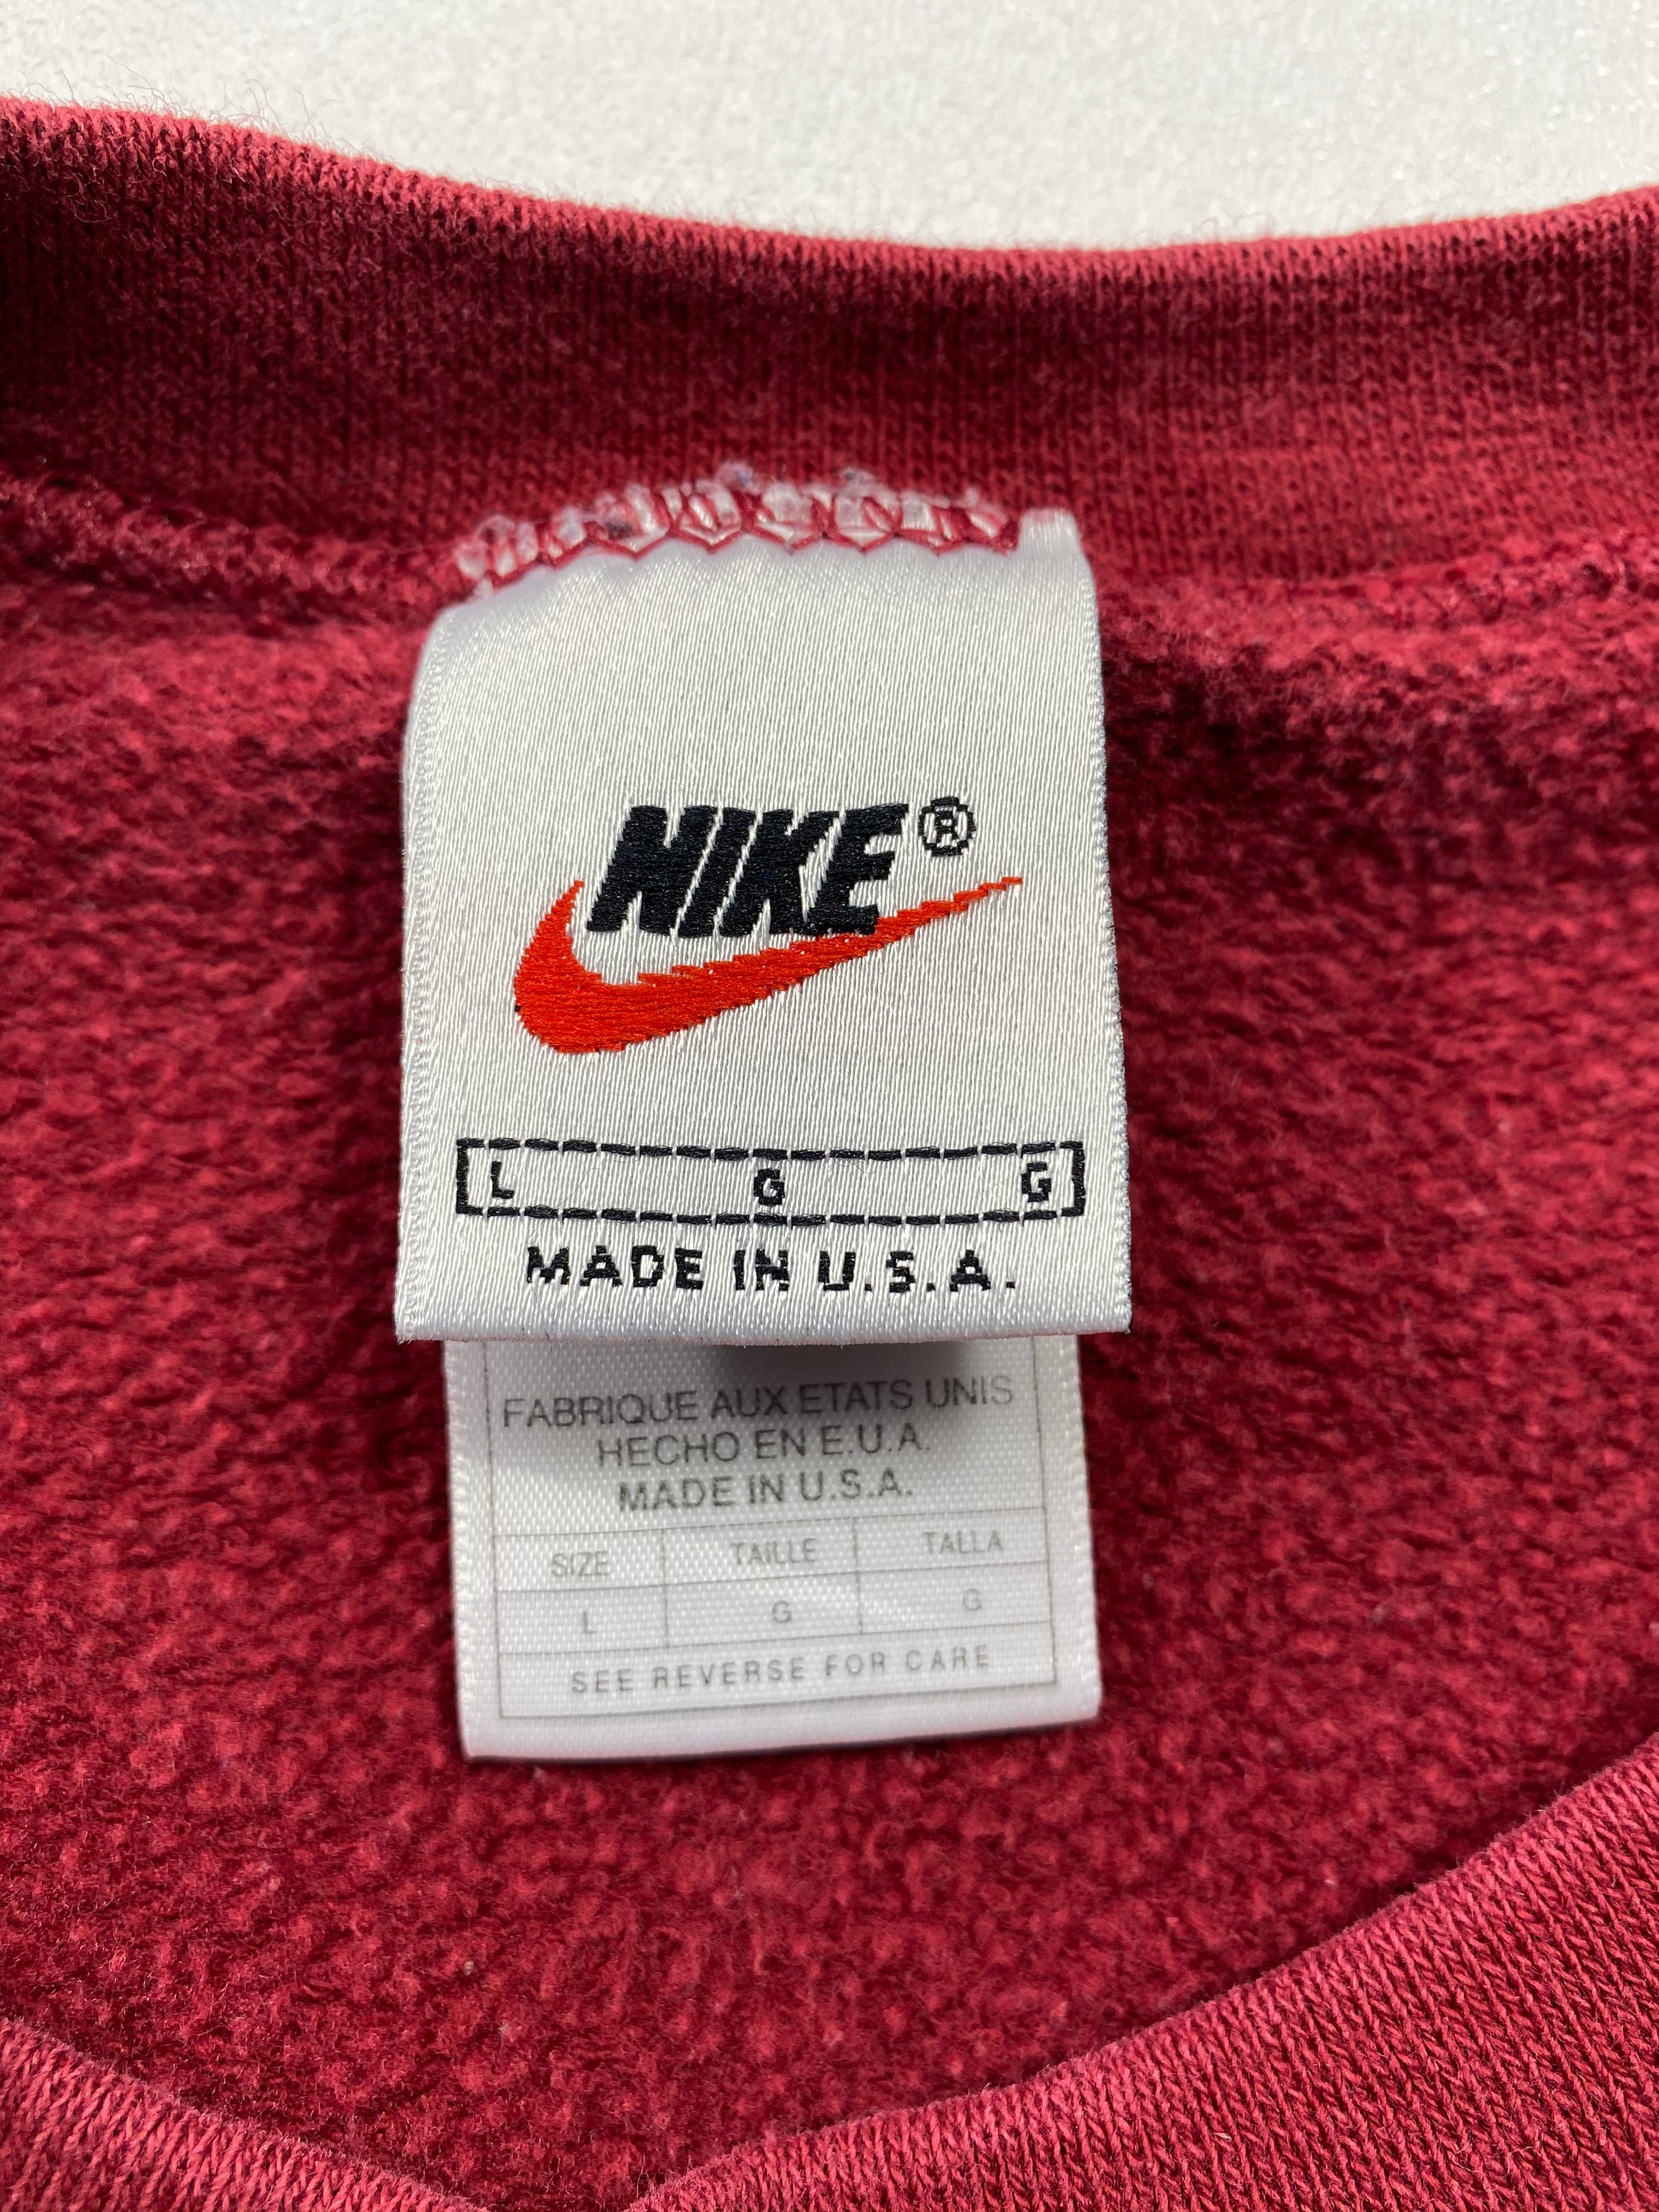 NIKE®
L G G
MADE IN U.S.A.
FABRIQUE AUX ETATS UNIS
HECHO EN E.U.A.
MADE IN U.S.A.
SIZE TAILLE TALLA
L G G
SEE REVERSE FOR CARE